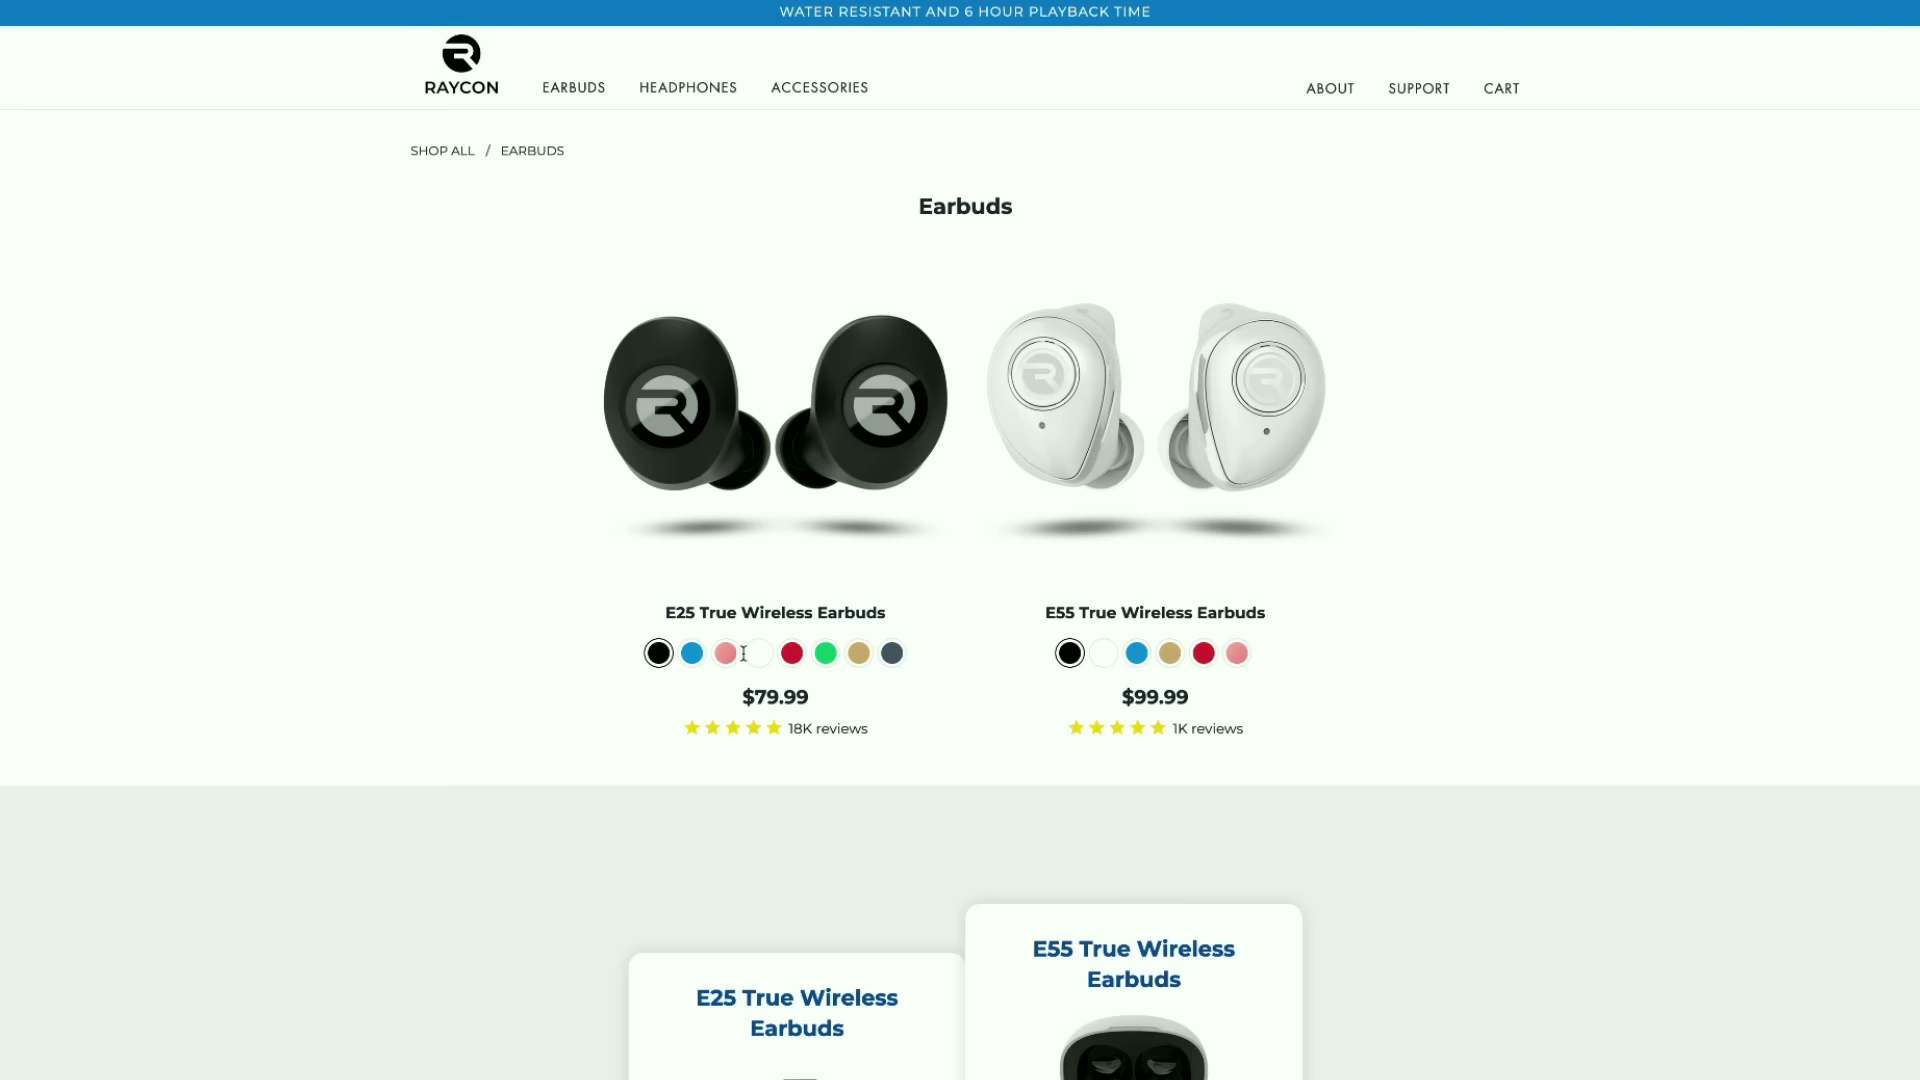 WATER RESISTANT AND 6 HOUR PLAYBACK TIME
RAYCON
EARBUDS
HEADPHONES
ACCESSORIES
ABOUT
SUPPORT
CART
SHOP ALL / EARBUDS
Earbuds
E25 True Wireless Earbuds
$79.99
18K reviews
E55 True Wireless Earbuds
$99.99
1K reviews
E25 True Wireless
Earbuds
E55 True Wireless
Earbuds